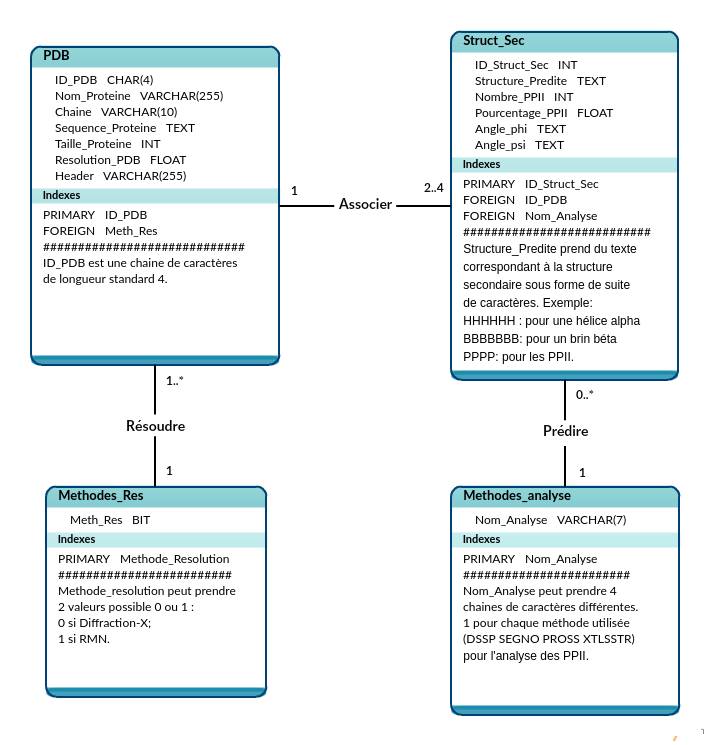 PDB
ID_PDB CHAR(4)
Nom_Proteine VARCHAR(255)
Chaine VARCHAR(10)
Sequence_Proteine TEXT
Taille_Proteine INT
Resolution_PDB FLOAT
Header VARCHAR(255)
Indexes
PRIMARY ID_PDB
FOREIGN Meth_Res
############################
ID_PDB est une chaine de caractères
de longueur standard 4.
1
Associer
2..4
Struct_Sec
ID_Struct_Sec INT
Structure_Predite TEXT
Nombre_PPII INT
Pourcentage_PPII FLOAT
Angle_phi TEXT
Angle_psi TEXT
Indexes
PRIMARY ID_Struct_Sec
FOREIGN ID_PDB
FOREIGN Nom_Analyse
##########################
Structure_Predite prend du texte
correspondant à la structure
secondaire sous forme de suite
de caractères. Exemple:
HHHHHH : pour une hélice alpha
BBBBBBB: pour un brin béta
PPPP: pour les PPII.
1..*
Résoudre
1
0..*
Prédire
1
Methodes_Res
Meth_Res BIT
Indexes
PRIMARY Methode_Resolution
########################
Methode_resolution peut prendre
2 valeurs possible 0 ou 1 :
0 si Diffraction-X;
1 si RMN.
Methodes_analyse
Nom_Analyse VARCHAR(7)
Indexes
PRIMARY Nom_Analyse
#######################
Nom_Analyse peut prendre 4
chaines de caractères différentes.
1 pour chaque méthode utilisée
(DSSP SEGNO PROSS XTLSSTR)
pour l'analyse des PPII.